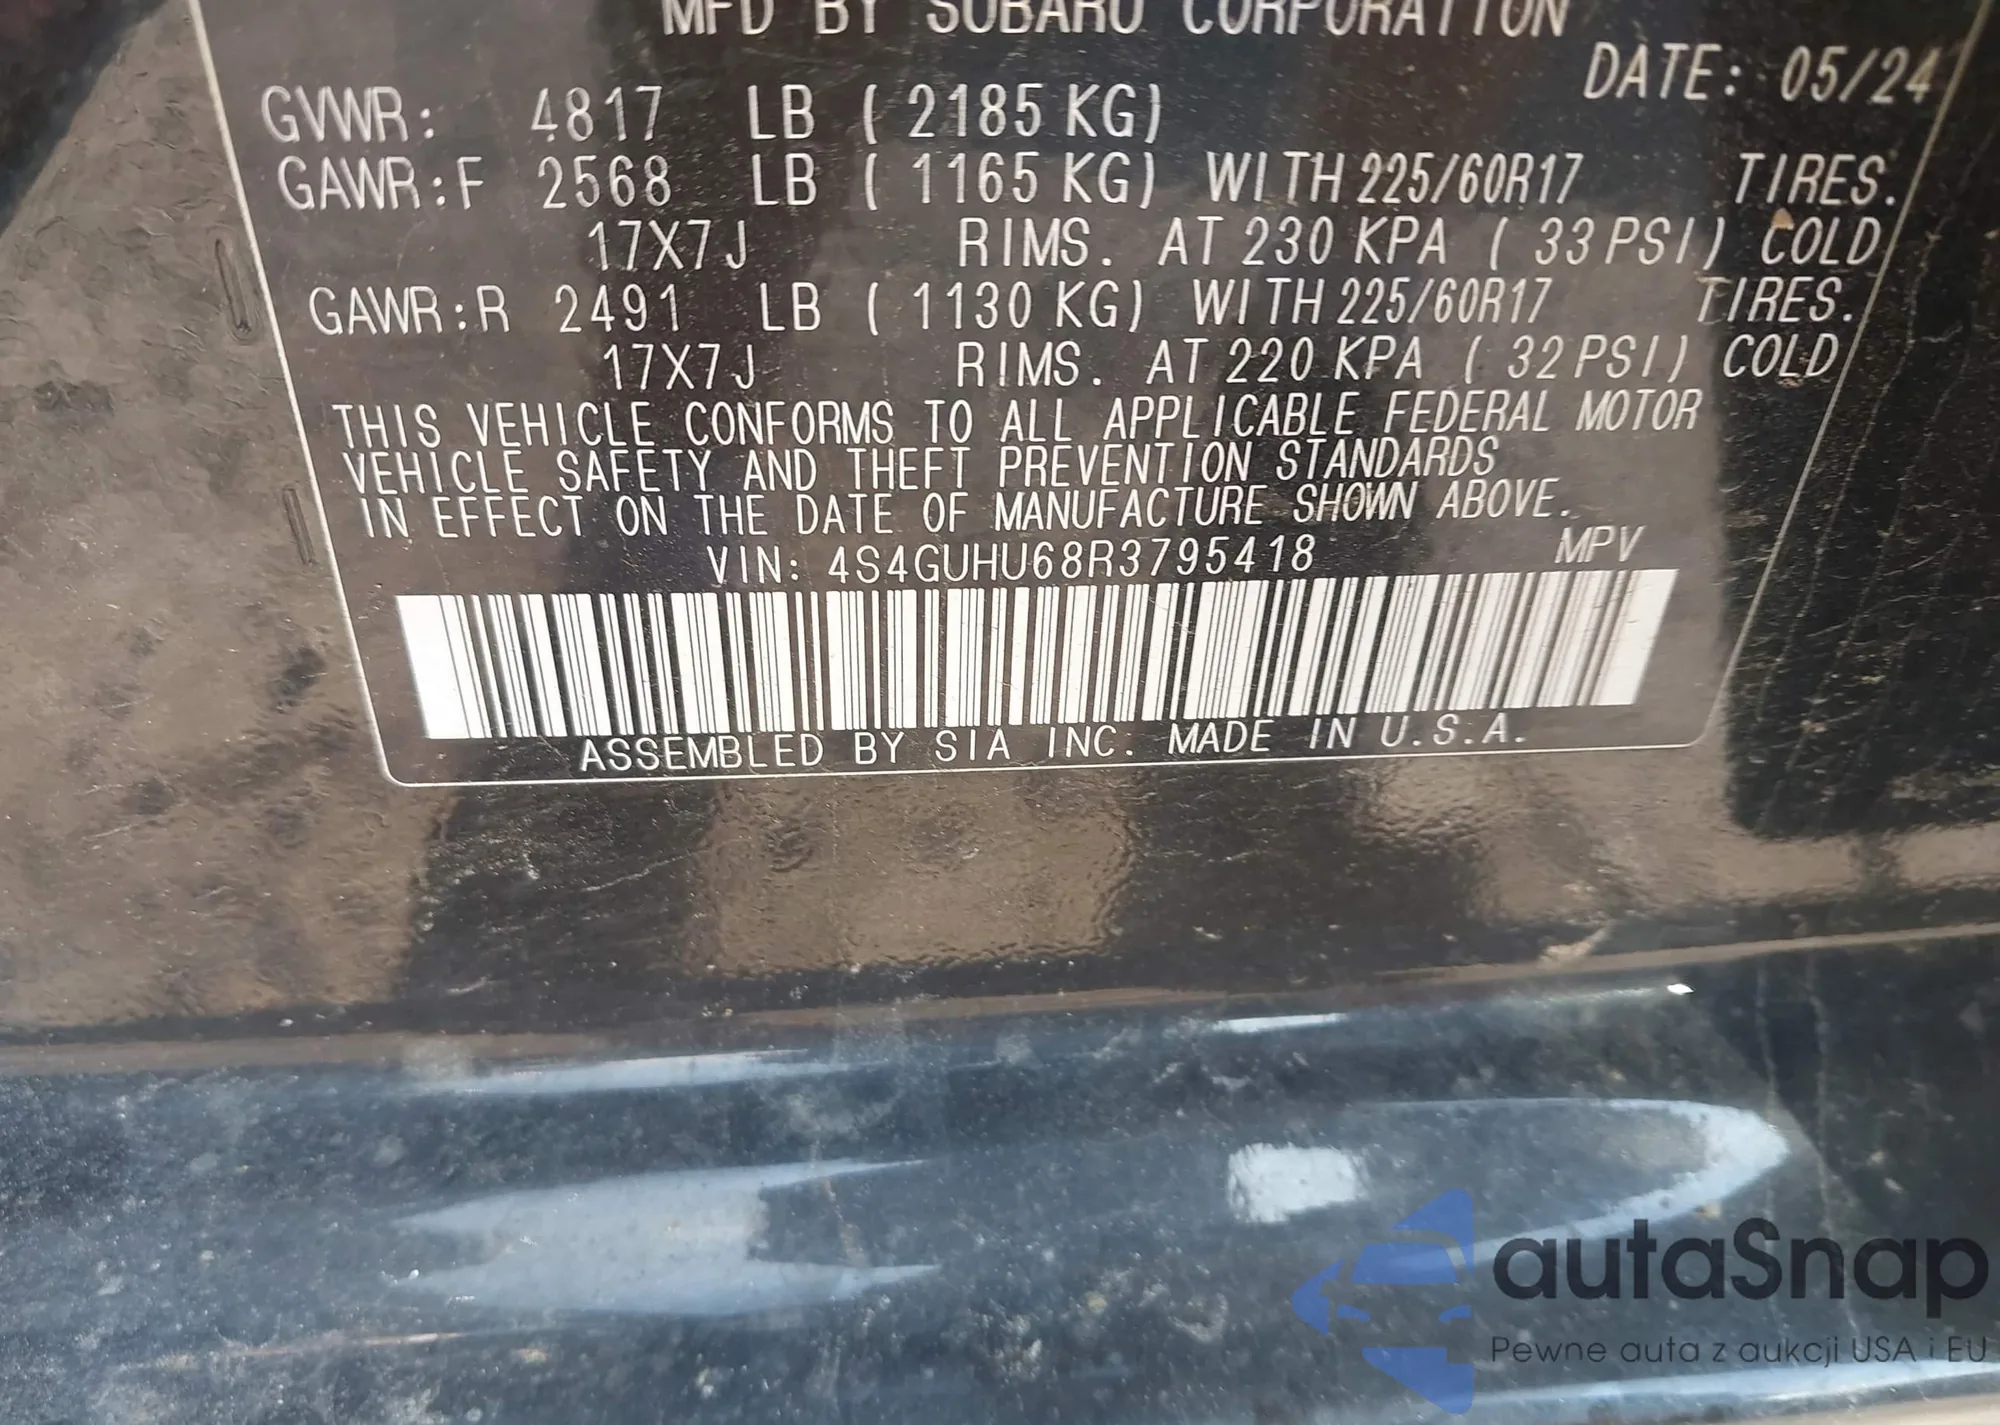 MFD BY SUBARU CORPORATION
DATE: 05/24
GVWR: 4817 LB ( 2185 KG)
GAWR:F 2568 LB ( 1165 KG) WITH 225/60R17 TIRES.
17X7J RIMS. AT 230 KPA ( 33 PSI) COLD
GAWR:R 2491 LB ( 1130 KG) WITH 225/60R17 TIRES.
17X7J RIMS. AT 220 KPA ( 32 PSI) COLD
THIS VEHICLE CONFORMS TO ALL APPLICABLE FEDERAL MOTOR
VEHICLE SAFETY AND THEFT PREVENTION STANDARDS
IN EFFECT ON THE DATE OF MANUFACTURE SHOWN ABOVE.
VIN: 4S4GUHU68R3795418 MPV
ASSEMBLED BY SIA INC. MADE IN U.S.A.
autaSnap
Pewne auta z aukcji USA i EU